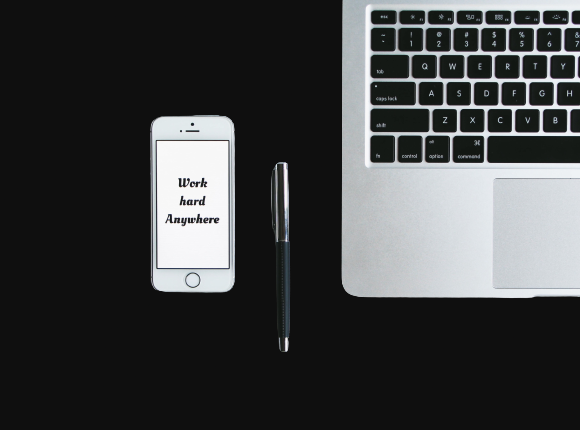 Work
hard
Anywhere
esc
! @ # $ % ^ &
1 2 3 4 5 6 7
tab Q W E R T Y
caps lock A S D F G H
shift Z X C V B
fn control alt option ⌘ command